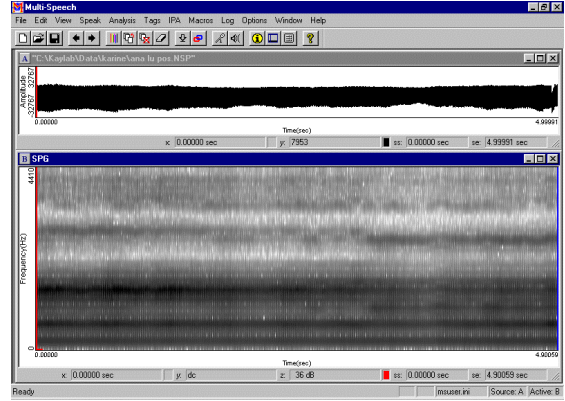 Multi-Speech
File Edit View Speak Analysis Tags IPA Macros Log Options Window Help
A "C:\Kaylab\Data\karine\ana lu pos.NSP"
Amplitude
-32767 32767
0.00000 4.99991
Time(sec)
x: 0.00000 sec y: 7953 ss: 0.00000 sec se: 4.99991 sec
B SPG
4410
Frequency(Hz)
0
0.00000 4.90059
Time(sec)
x: 0.00000 sec y: dc z: 36 dB ss: 0.00000 sec se: 4.90059 sec
Ready msuser.ini Source: A Active: B